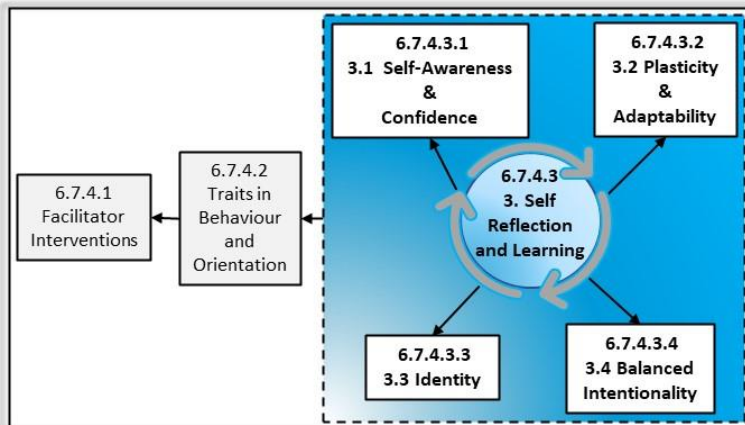 6.7.4.3.1
3.1 Self-Awareness
&
Confidence
6.7.4.3.2
3.2 Plasticity
&
Adaptability
6.7.4.1
Facilitator
Interventions
6.7.4.2
Traits in
Behaviour
and
Orientation
6.7.4.3
3. Self
Reflection
and Learning
6.7.4.3.3
3.3 Identity
6.7.4.3.4
3.4 Balanced
Intentionality